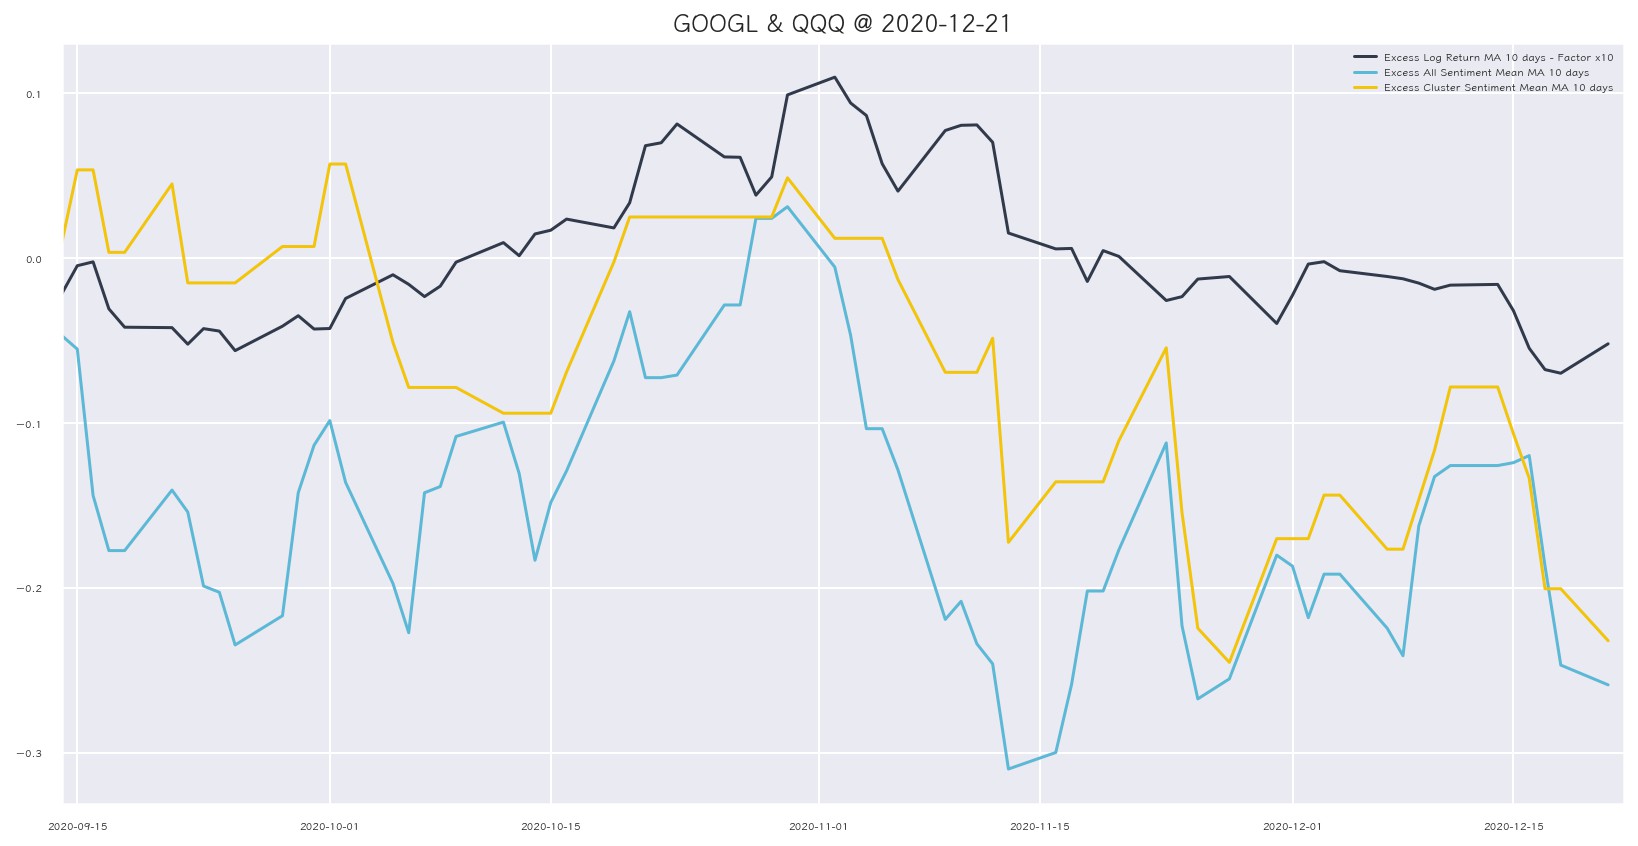 GOOGL & QQQ @ 2020-12-21
Excess Log Return MA 10 days - Factor x10
Excess All Sentiment Mean MA 10 days
Excess Cluster Sentiment Mean MA 10 days
0.1
0.0
−0.1
−0.2
−0.3
2020-09-15 2020-10-01 2020-10-15 2020-11-01 2020-11-15 2020-12-01 2020-12-15